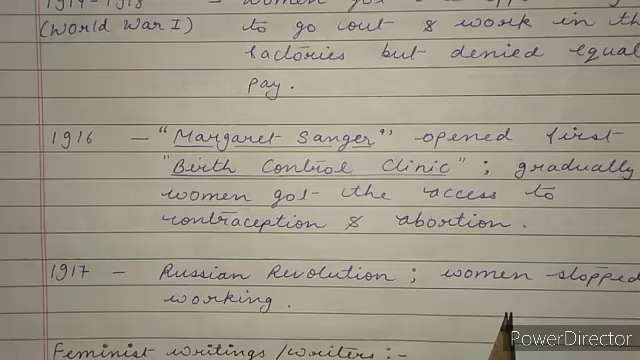 (World War I) to go out & work in the
factories but denied equal
pay.
1916 — "Margaret Sanger" opened first
"Birth Control Clinic"; gradually
women got the access to
contraception & abortion.
1917 — Russian Revolution; women stopped
working.
Feminist writings/writers:-
PowerDirector